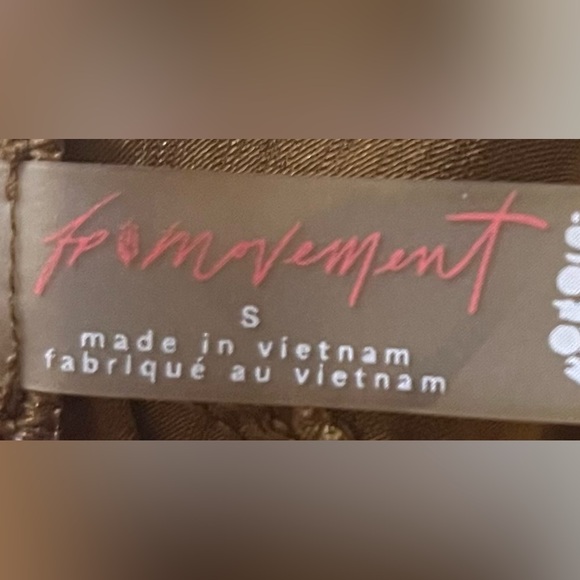 fp movement
s
made in vietnam
fabriqué au vietnam